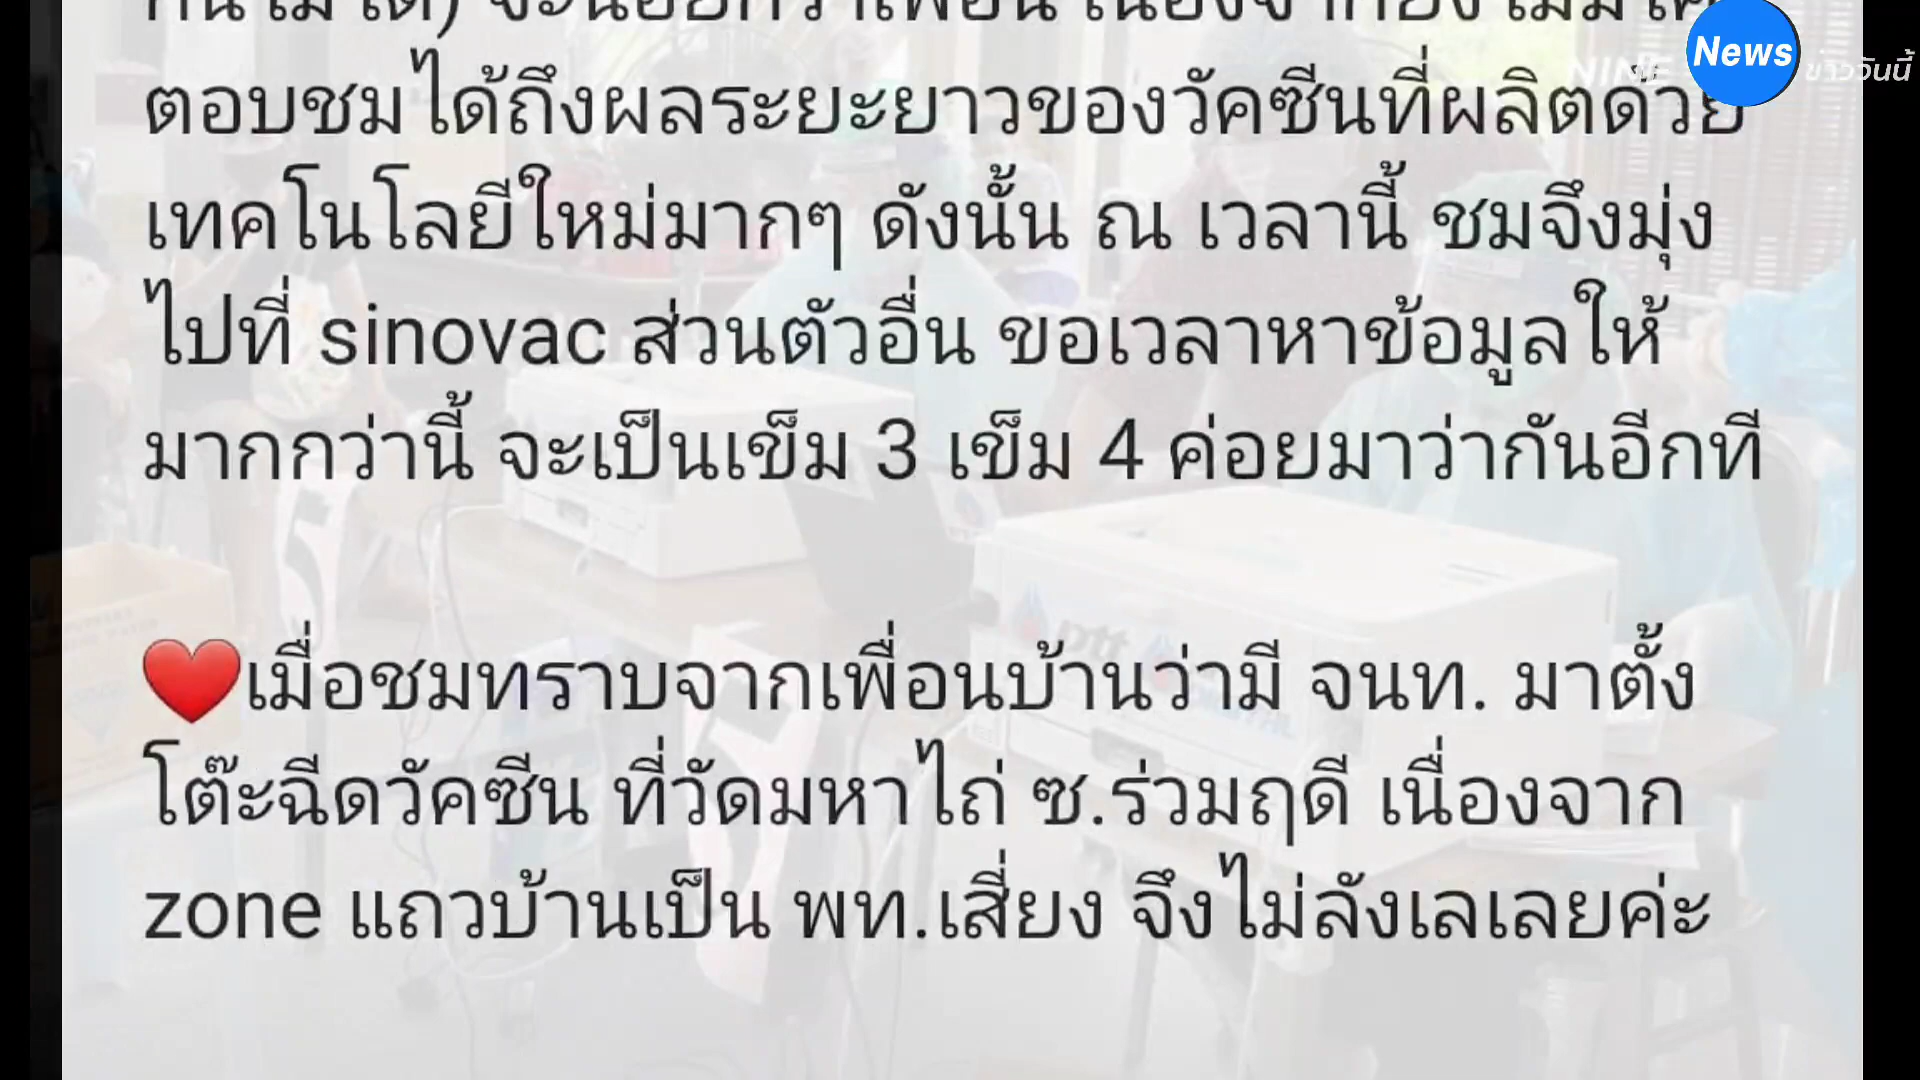 News
ข่าววันนี้
ตอบชมได้ถึงผลระยะยาวของวัคซีนที่ผลิตด้วย
เทคโนโลยีใหม่มากๆ ดังนั้น ณ เวลานี้ ชมจึงมุ่ง
ไปที่ sinovac ส่วนตัวอื่น ขอเวลาหาข้อมูลให้
มากกว่านี้ จะเป็นเข็ม 3 เข็ม 4 ค่อยมาว่ากันอีกที
❤️เมื่อชมทราบจากเพื่อนบ้านว่ามี จนท. มาตั้ง
โต๊ะฉีดวัคซีน ที่วัดมหาไถ่ ซ.ร่วมฤดี เนื่องจาก
zone แถวบ้านเป็น พท.เสี่ยง จึงไม่ลังเลเลยค่ะ